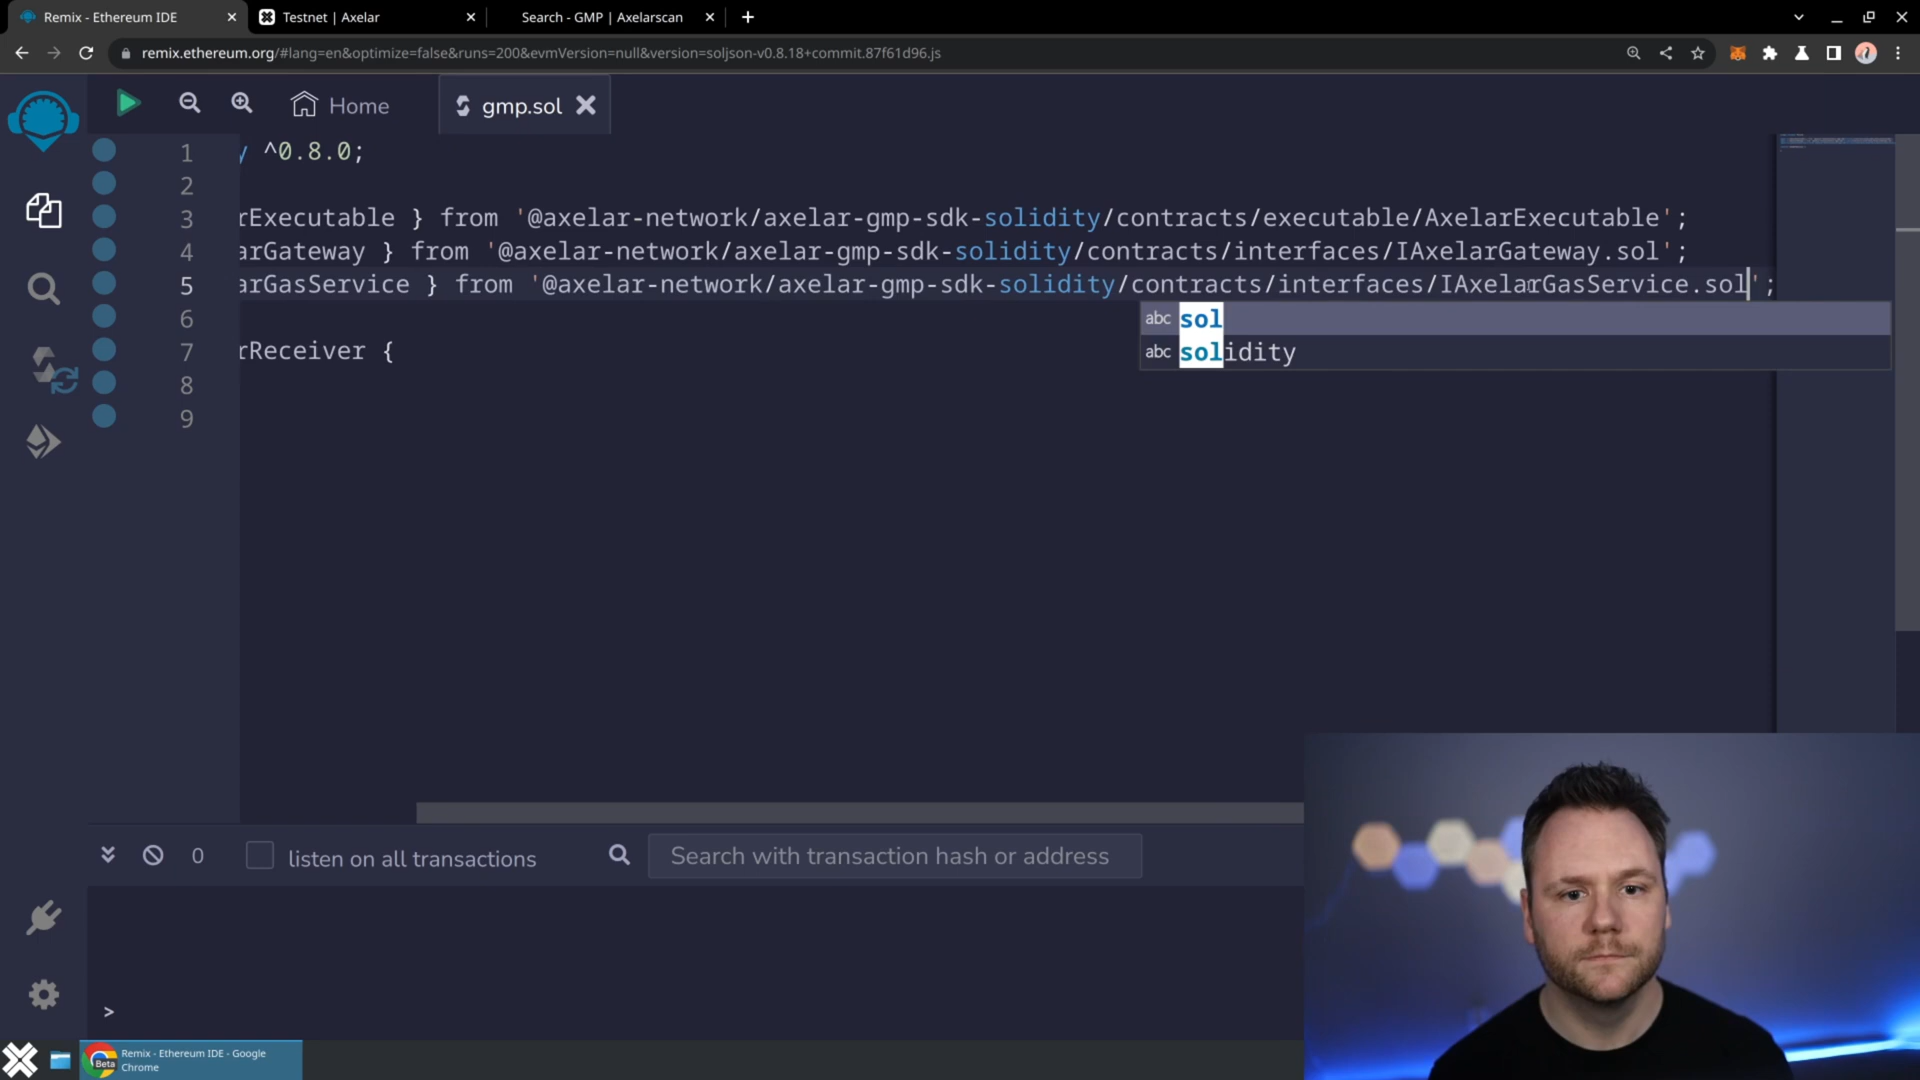 Remix - Ethereum IDE
Testnet | Axelar
Search - GMP | Axelarscan
remix.ethereum.org/#lang=en&optimize=false&runs=200&evmVersion=null&version=soljson-v0.8.18+commit.87f61d96.js
Home
gmp.sol
1 y ^0.8.0;
2
3 rExecutable } from '@axelar-network/axelar-gmp-sdk-solidity/contracts/executable/AxelarExecutable';
4 arGateway } from '@axelar-network/axelar-gmp-sdk-solidity/contracts/interfaces/IAxelarGateway.sol';
5 arGasService } from '@axelar-network/axelar-gmp-sdk-solidity/contracts/interfaces/IAxelarGasService.sol';
6
abc sol
7 rReceiver {
abc solidity
8
9
0
listen on all transactions
Search with transaction hash or address
>
Beta
Remix - Ethereum IDE - Google
Chrome